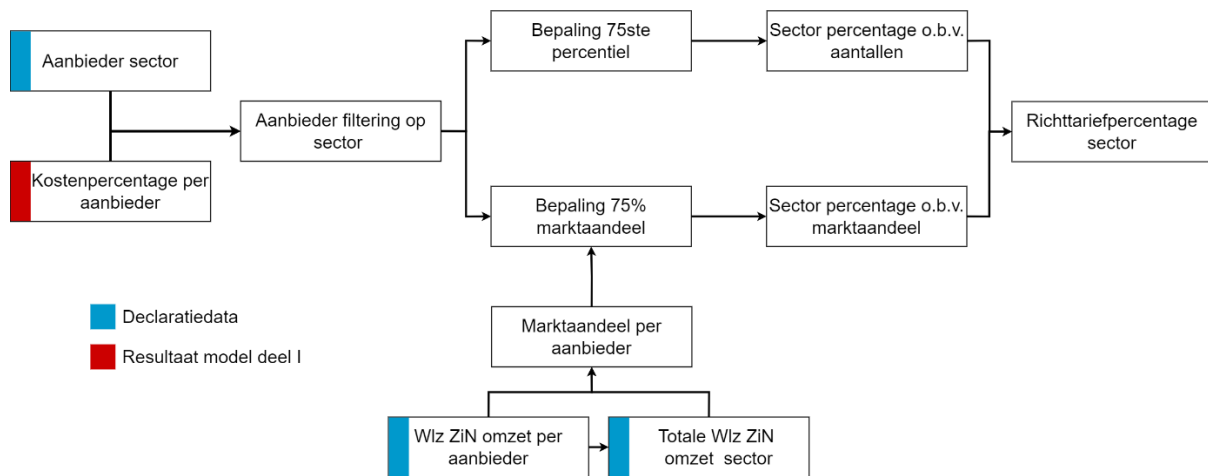 Aanbieder sector
Kostenpercentage per
aanbieder
Aanbieder filtering op
sector
Bepaling 75ste
percentiel
Sector percentage o.b.v.
aantallen
Bepaling 75%
marktaandeel
Sector percentage o.b.v.
marktaandeel
Richttariefpercentage
sector
Marktaandeel per
aanbieder
Wlz ZiN omzet per
aanbieder
Totale Wlz ZiN
omzet sector
Declaratiedata
Resultaat model deel I